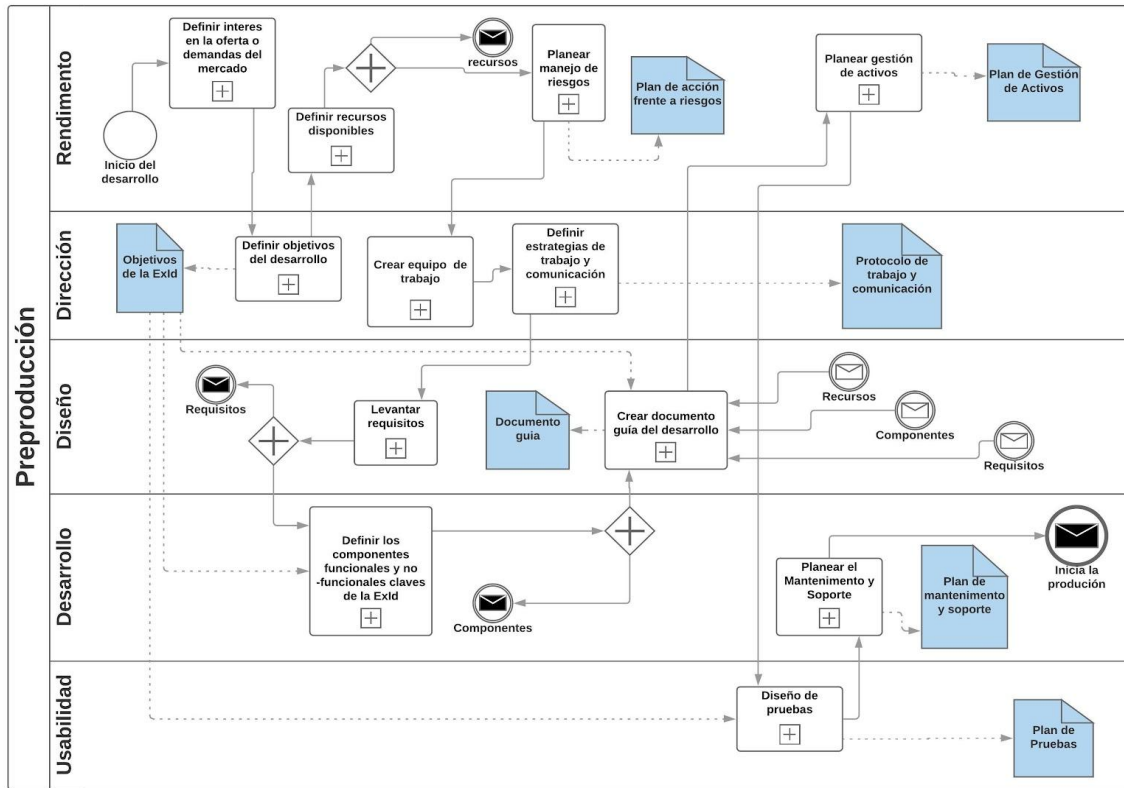 Preproducción
Rendimento
Definir interes
en la oferta o
demandas del
mercado
Inicio del
desarrollo
Definir recursos
disponibles
recursos
Planear
manejo de
riesgos
Plan de acción
frente a riesgos
Planear gestión
de activos
Plan de Gestión
de Activos
Dirección
Objetivos
de la ExId
Definir objetivos
del desarrollo
Crear equipo de
trabajo
Definir
estrategias de
trabajo y
comunicación
Protocolo de
trabajo y
comunicación
Diseño
Requisitos
Levantar
requisitos
Documento
guia
Crear documento
guía del desarrollo
Recursos
Componentes
Requisitos
Desarrollo
Definir los
componentes
funcionales y no
-funcionales claves
de la ExId
Componentes
Planear el
Mantenimiento y
Soporte
Plan de
mantenimiento
y soporte
Inicia la
produción
Usabilidad
Diseño de
pruebas
Plan de
Pruebas